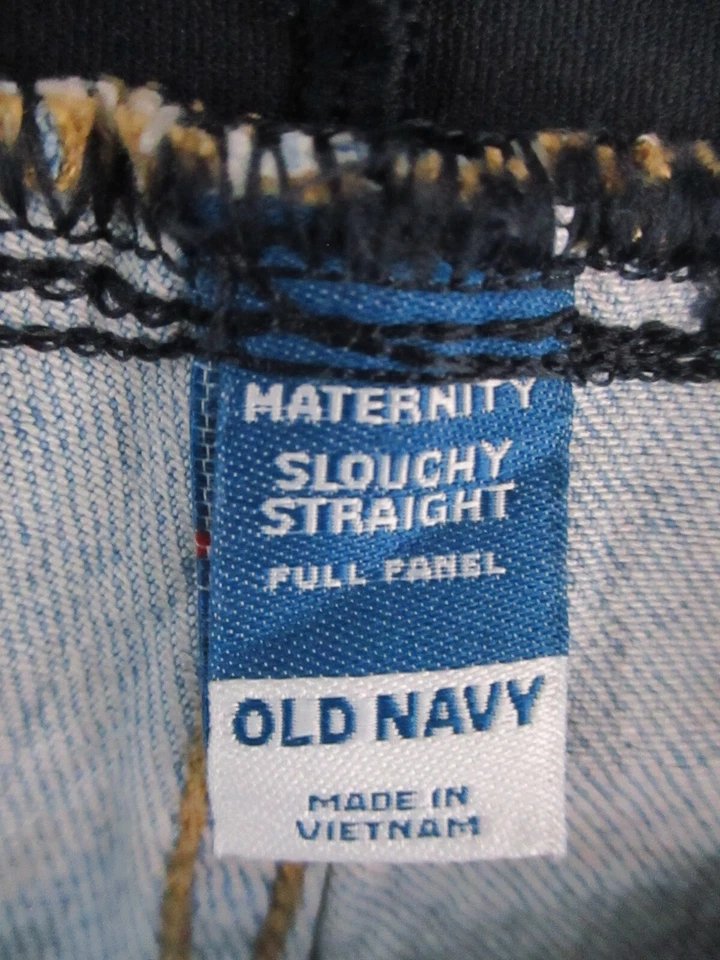 MATERNITY
SLOUCHY
STRAIGHT
FULL PANEL
OLD NAVY
MADE IN
VIETNAM